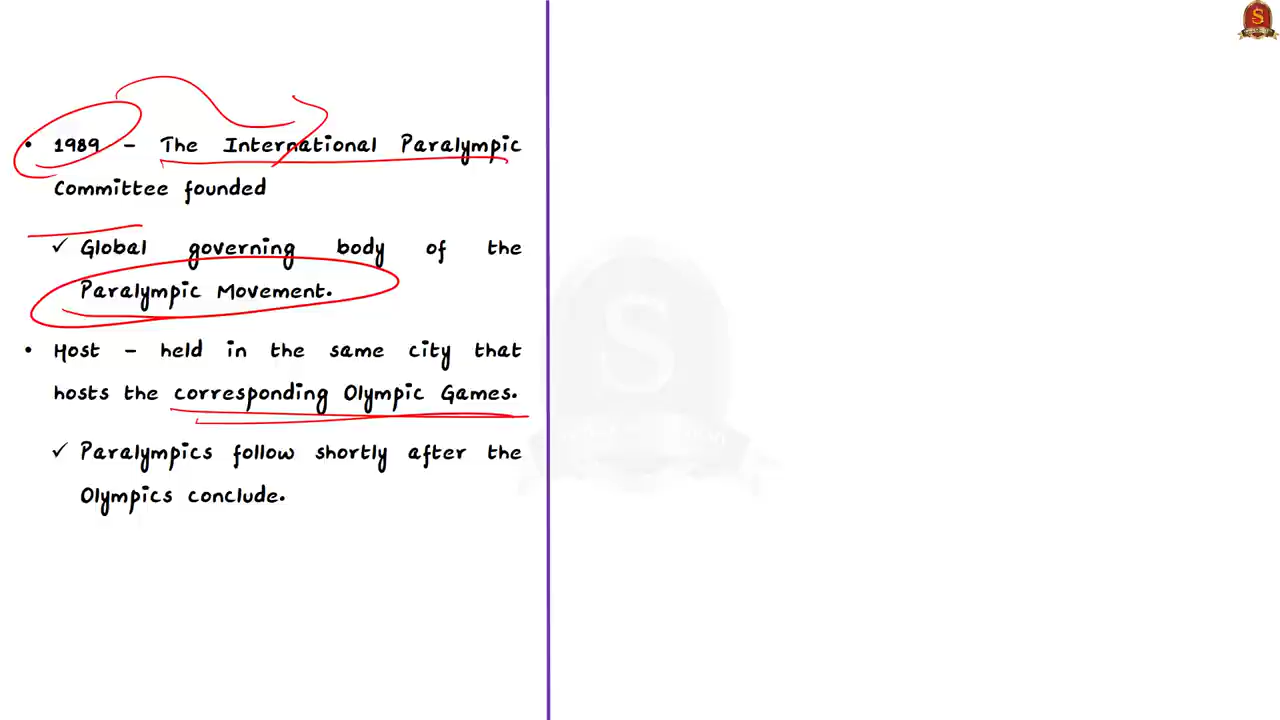 • 1989 – The International Paralympic
Committee founded
✓ Global governing body of the
Paralympic Movement.
• Host – held in the same city that
hosts the corresponding Olympic Games.
✓ Paralympics follow shortly after the
Olympics conclude.
S
S